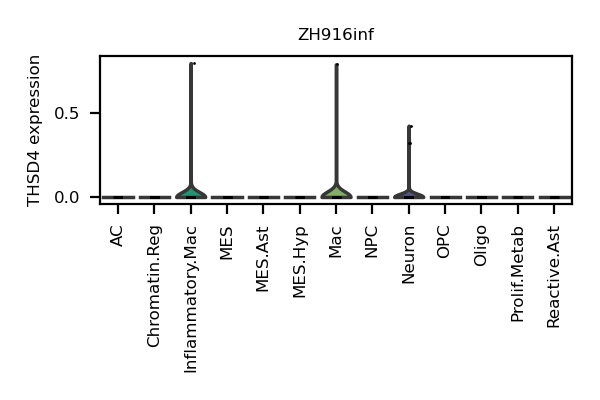 ZH916inf
THSD4 expression
0.5
0.0
AC
Chromatin.Reg
Inflammatory.Mac
MES
MES.Ast
MES.Hyp
Mac
NPC
Neuron
OPC
Oligo
Prolif.Metab
Reactive.Ast